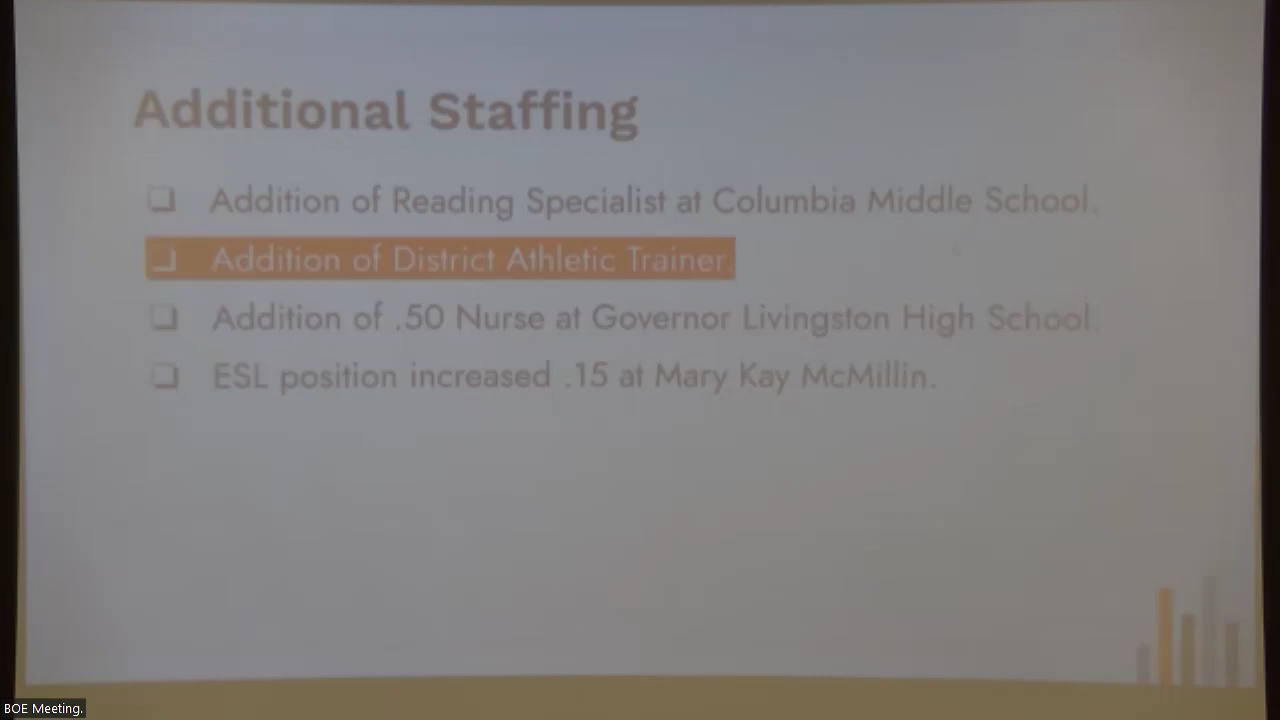 Additional Staffing
❏ Addition of Reading Specialist at Columbia Middle School.
❏ Addition of District Athletic Trainer.
❏ Addition of .50 Nurse at Governor Livingston High School.
❏ ESL position increased .15 at Mary Kay McMillin.
BOE Meeting.